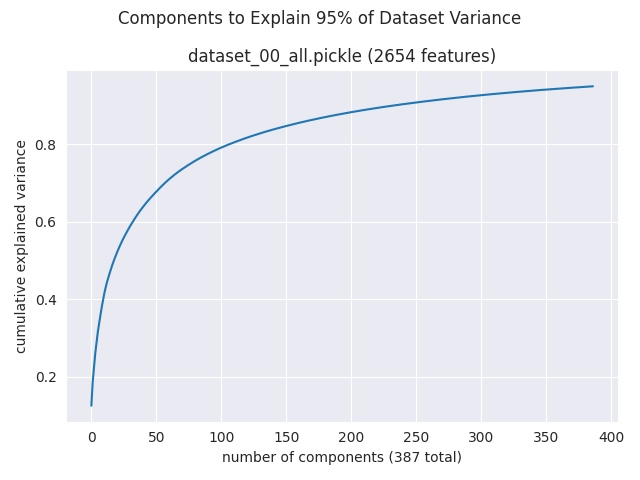 Components to Explain 95% of Dataset Variance
dataset_00_all.pickle (2654 features)
cumulative explained variance
0.8
0.6
0.4
0.2
0 50 100 150 200 250 300 350 400
number of components (387 total)